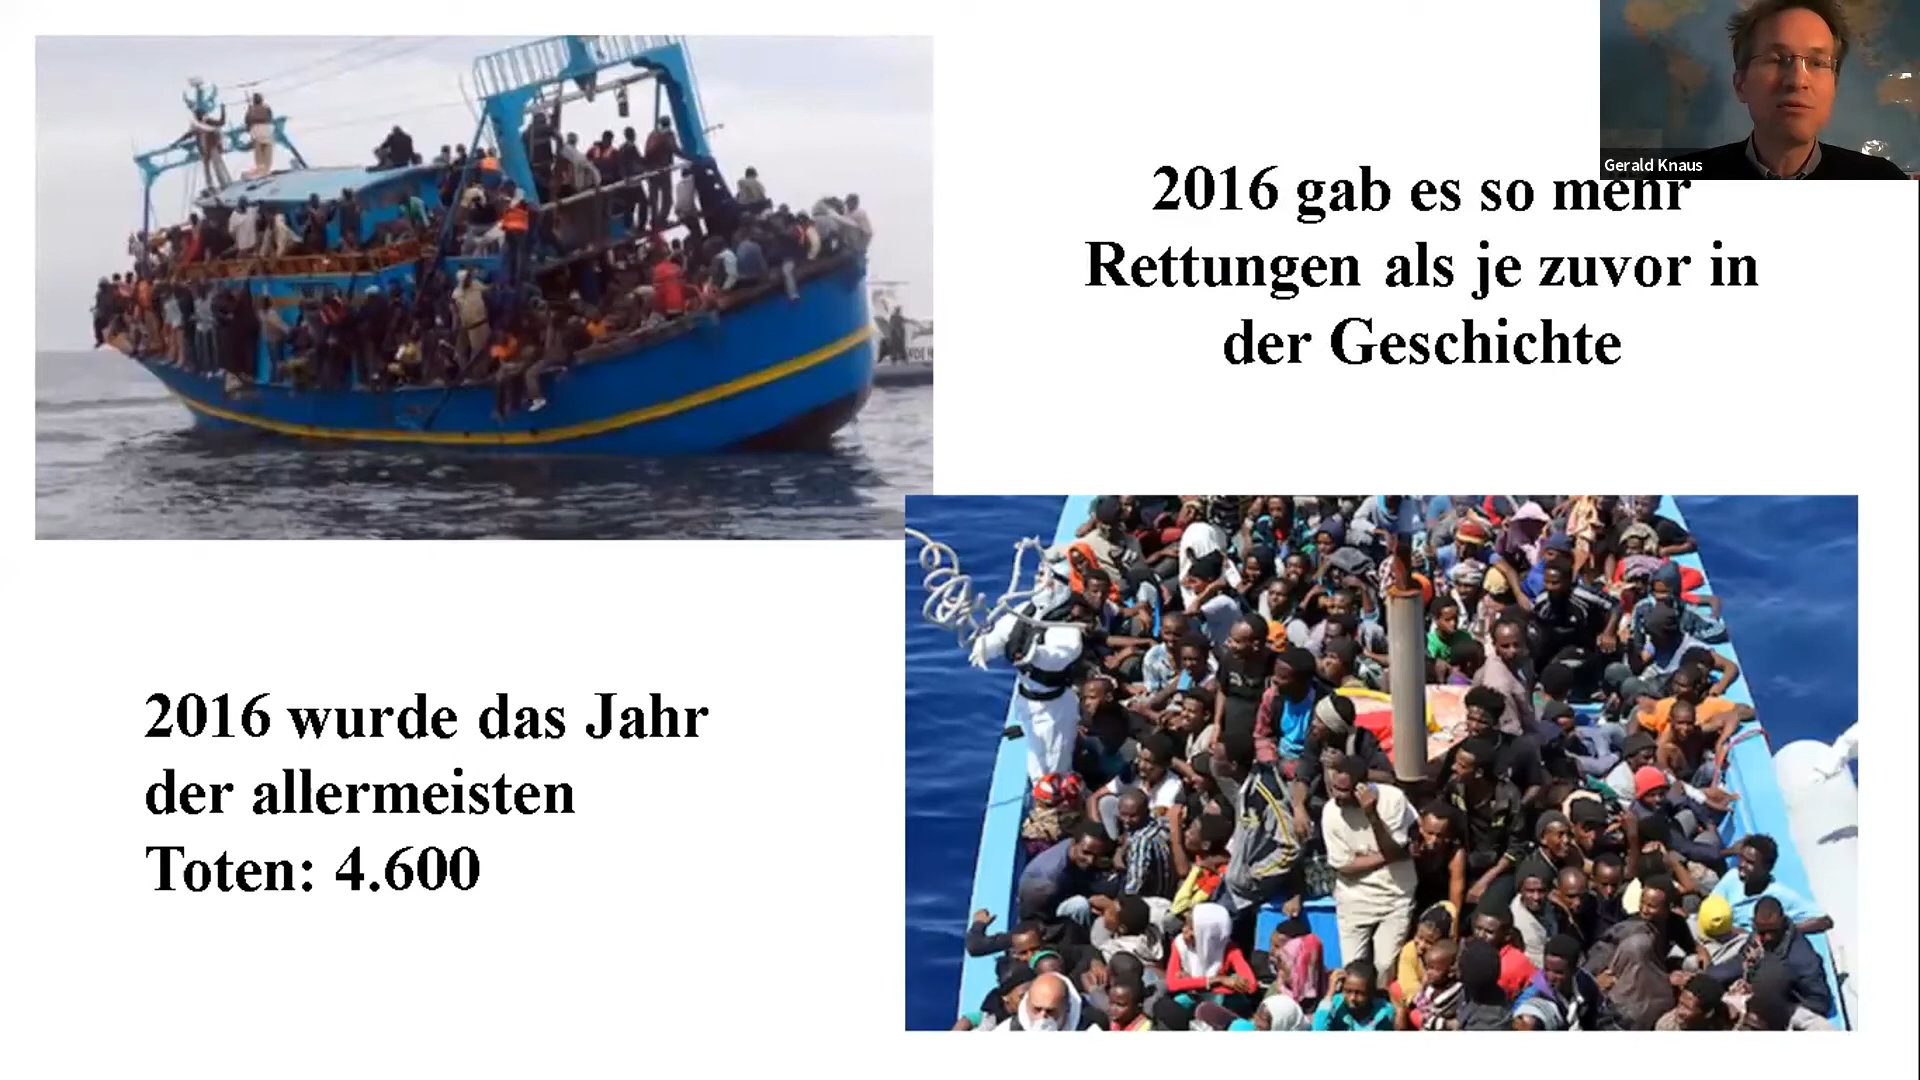 Gerald Knaus
2016 gab es so mehr
Rettungen als je zuvor in
der Geschichte
2016 wurde das Jahr
der allermeisten
Toten: 4.600